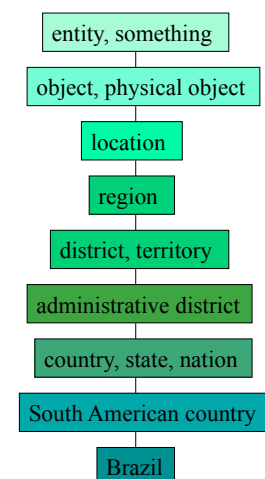 entity, something
object, physical object
location
region
district, territory
administrative district
country, state, nation
South American country
Brazil